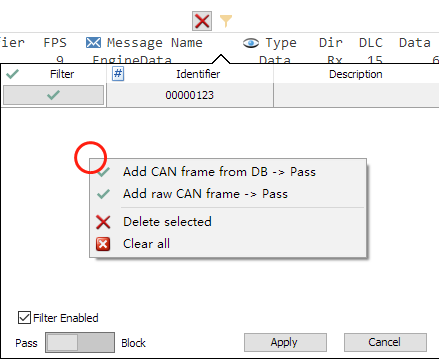 fier FPS Message Name Type Dir DLC Data
9 EngineData Data Rx 15 6
Filter # Identifier Description
00000123
Add CAN frame from DB -> Pass
Add raw CAN frame -> Pass
Delete selected
Clear all
Filter Enabled
Pass Block Apply Cancel